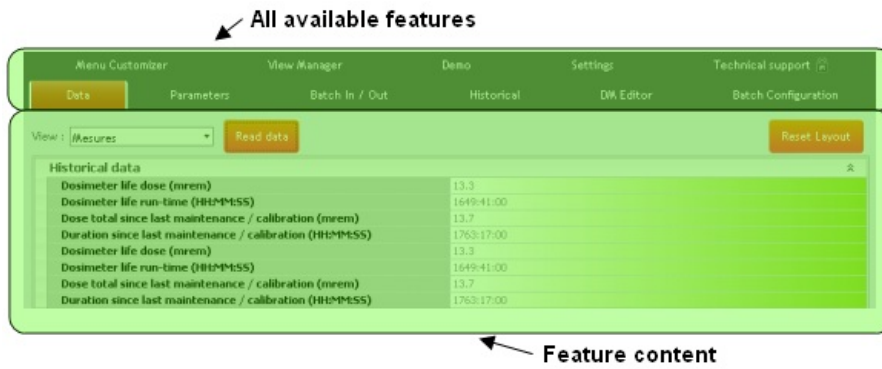 All available features
Menu Customizer View Manager Demo Settings Technical support
Data Parameters Batch In / Out Historical DM Editor Batch Configuration
View : Mesures Read data Reset Layout
Historical data
Dosimeter life dose (mrem) 13.3
Dosimeter life run-time (HH:MM:SS) 1649:41:00
Dose total since last maintenance / calibration (mrem) 13.7
Duration since last maintenance / calibration (HH:MM:SS) 1763:17:00
Dosimeter life dose (mrem) 13.3
Dosimeter life run-time (HH:MM:SS) 1649:41:00
Dose total since last maintenance / calibration (mrem) 13.7
Duration since last maintenance / calibration (HH:MM:SS) 1763:17:00
Feature content